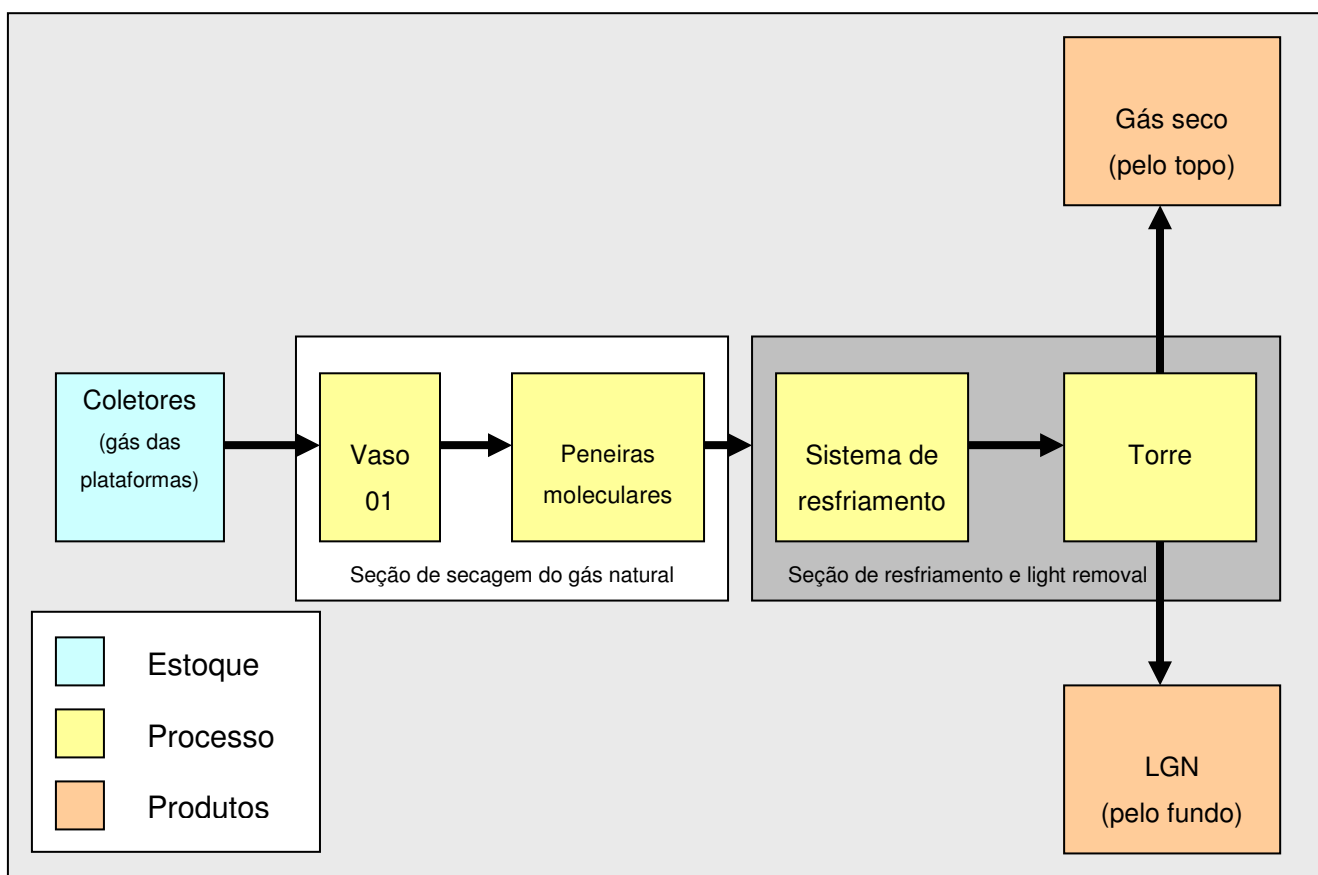 Gás seco
(pelo topo)
Coletores
(gás das
plataformas)
Vaso
01
Peneiras
moleculares
Seção de secagem do gás natural
Sistema de
resfriamento
Torre
Seção de resfriamento e light removal
Estoque
Processo
Produtos
LGN
(pelo fundo)